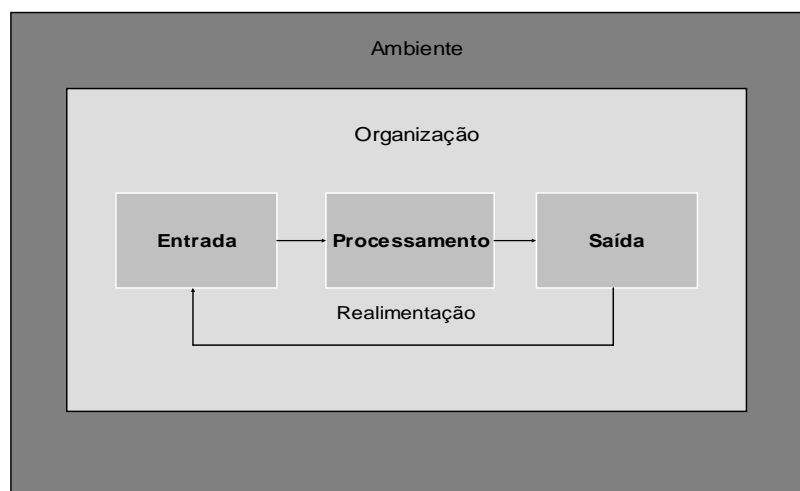 Ambiente
Organização
Entrada
Processamento
Saída
Realimentação